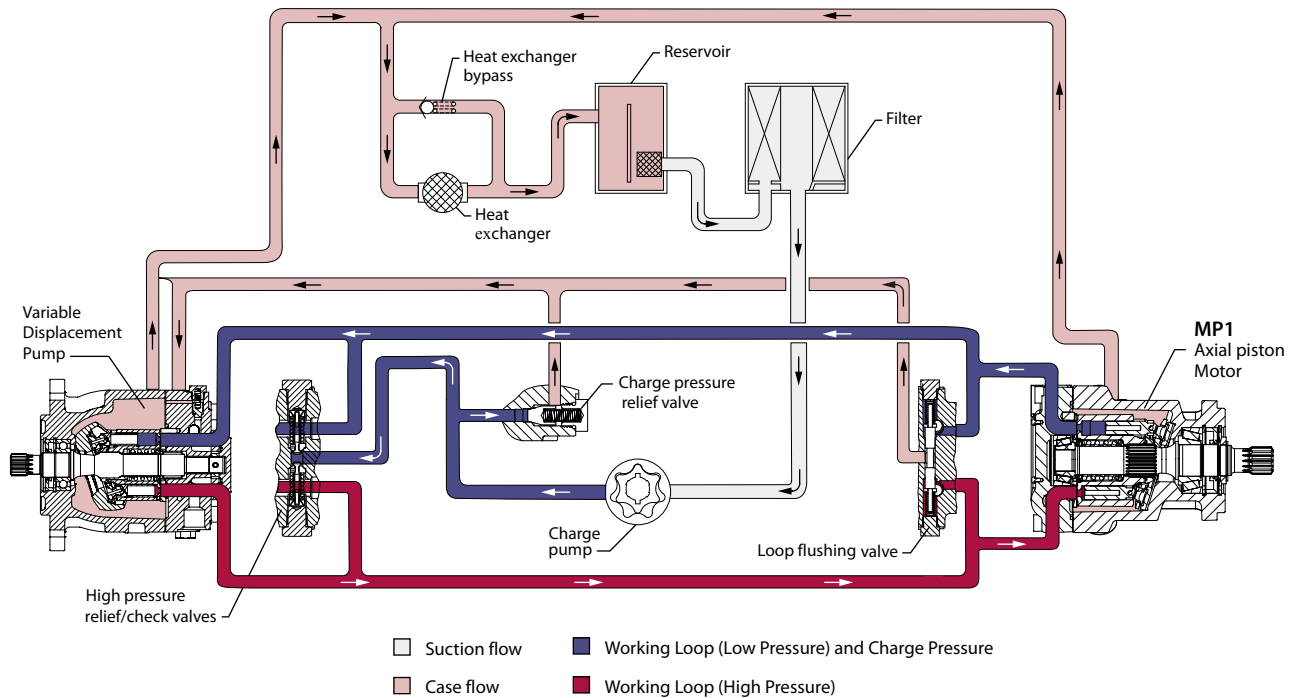 Heat exchanger
bypass
Reservoir
Filter
Heat
exchanger
Variable
Displacement
Pump
MP1
Axial piston
Motor
Charge pressure
relief valve
Charge
pump
Loop flushing valve
High pressure
relief/check valves
Suction flow
Working Loop (Low Pressure) and Charge Pressure
Case flow
Working Loop (High Pressure)